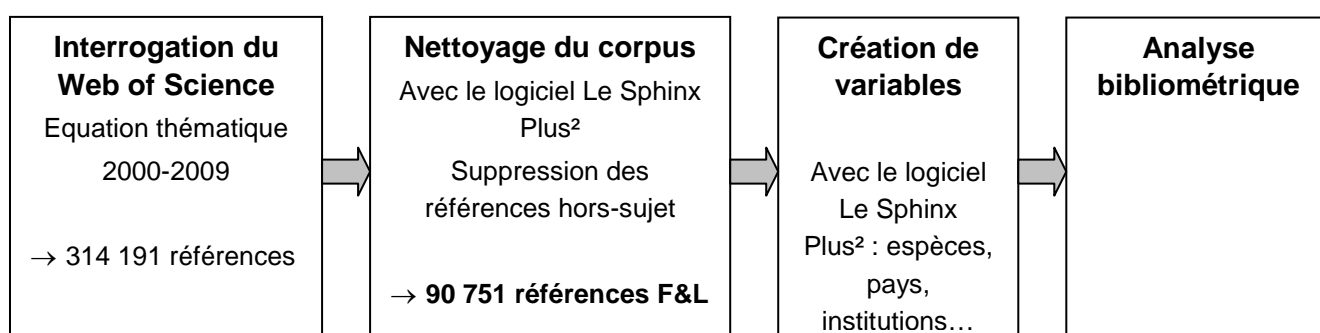 Interrogation du
Web of Science
Equation thématique
2000-2009
→ 314 191 références
Nettoyage du corpus
Avec le logiciel Le Sphinx
Plus²
Suppression des
références hors-sujet
→ 90 751 références F&L
Création de
variables
Avec le logiciel
Le Sphinx
Plus² : espèces,
pays,
institutions…
Analyse
bibliométrique